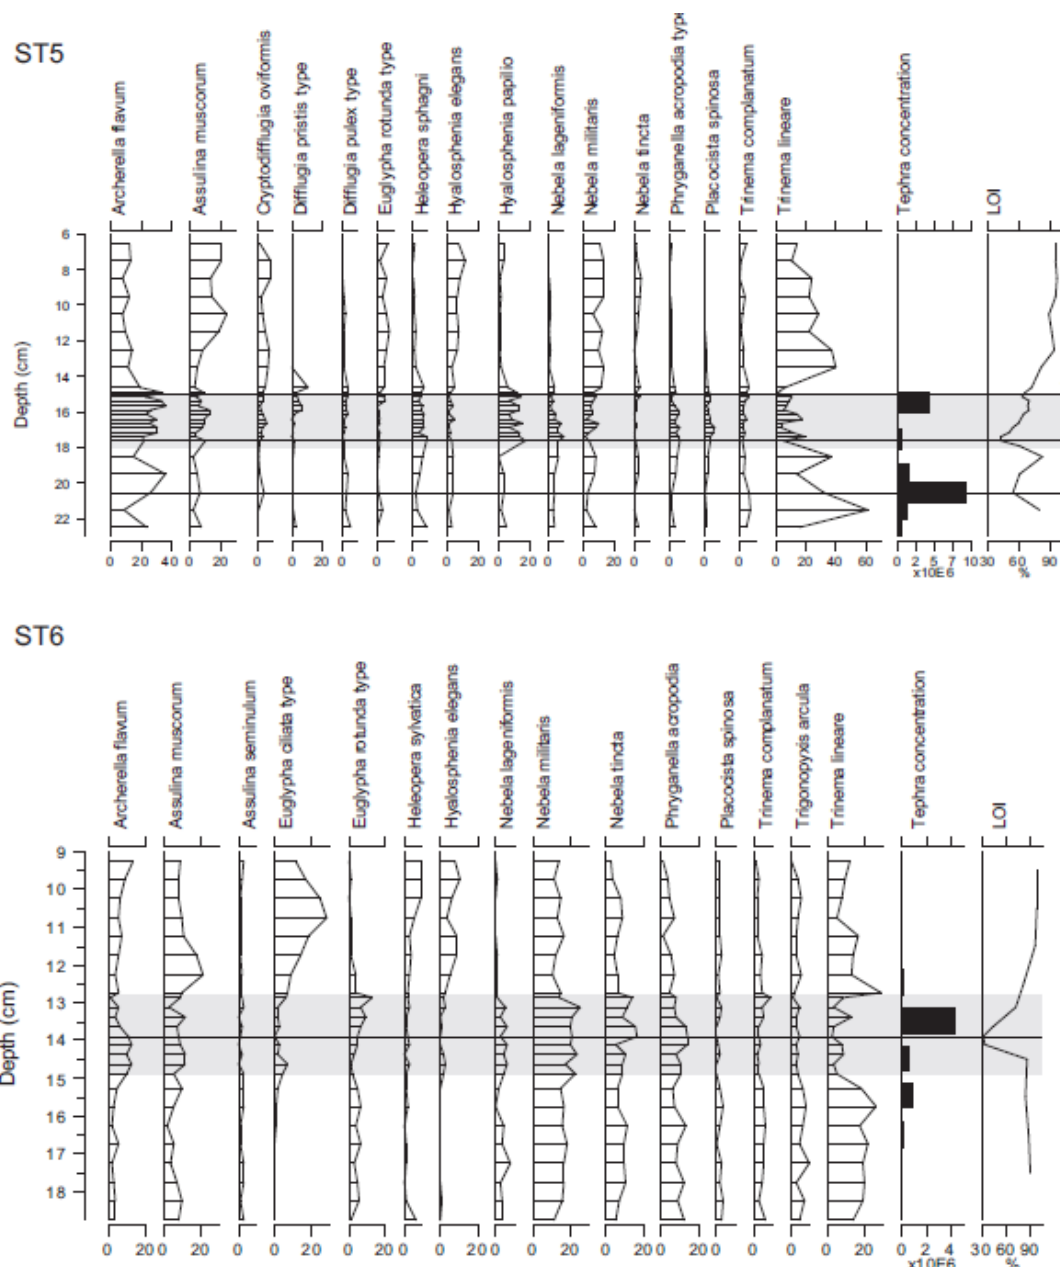 ST5
Archerella flavum
Assulina muscorum
Cryptodifflugia oviformis
Difflugia pristis type
Difflugia pulex type
Euglypha rotunda type
Heleopera sphagni
Hyalosphenia elegans
Hyalosphenia papilio
Nebela lageniformis
Nebela militaris
Nebela tincta
Phryganella acropodia type
Placocista spinosa
Trinema complanatum
Trinema lineare
Tephra concentration
LOI
Depth (cm)
6
8
10
12
14
16
18
20
22
0 20 40 0 20 0 0 0 0 0 0 0 20 0 0 0 0 0 0 0 20 40 60 0 2 5 7 10 30 60 90
x10E6 %
ST6
Archerella flavum
Assulina muscorum
Assulina seminulum
Euglypha ciliata type
Euglypha rotunda type
Heleopera sylvatica
Hyalosphenia elegans
Nebela lageniformis
Nebela militaris
Nebela tincta
Phryganella acropodia
Placocista spinosa
Trinema complanatum
Trigonopyxis arcula
Trinema lineare
Tephra concentration
LOI
Depth (cm)
9
10
11
12
13
14
15
16
17
18
0 20 0 20 0 0 20 0 0 0 0 0 20 0 20 0 0 0 0 0 20 0 2 4 30 60 90
x10E6 %